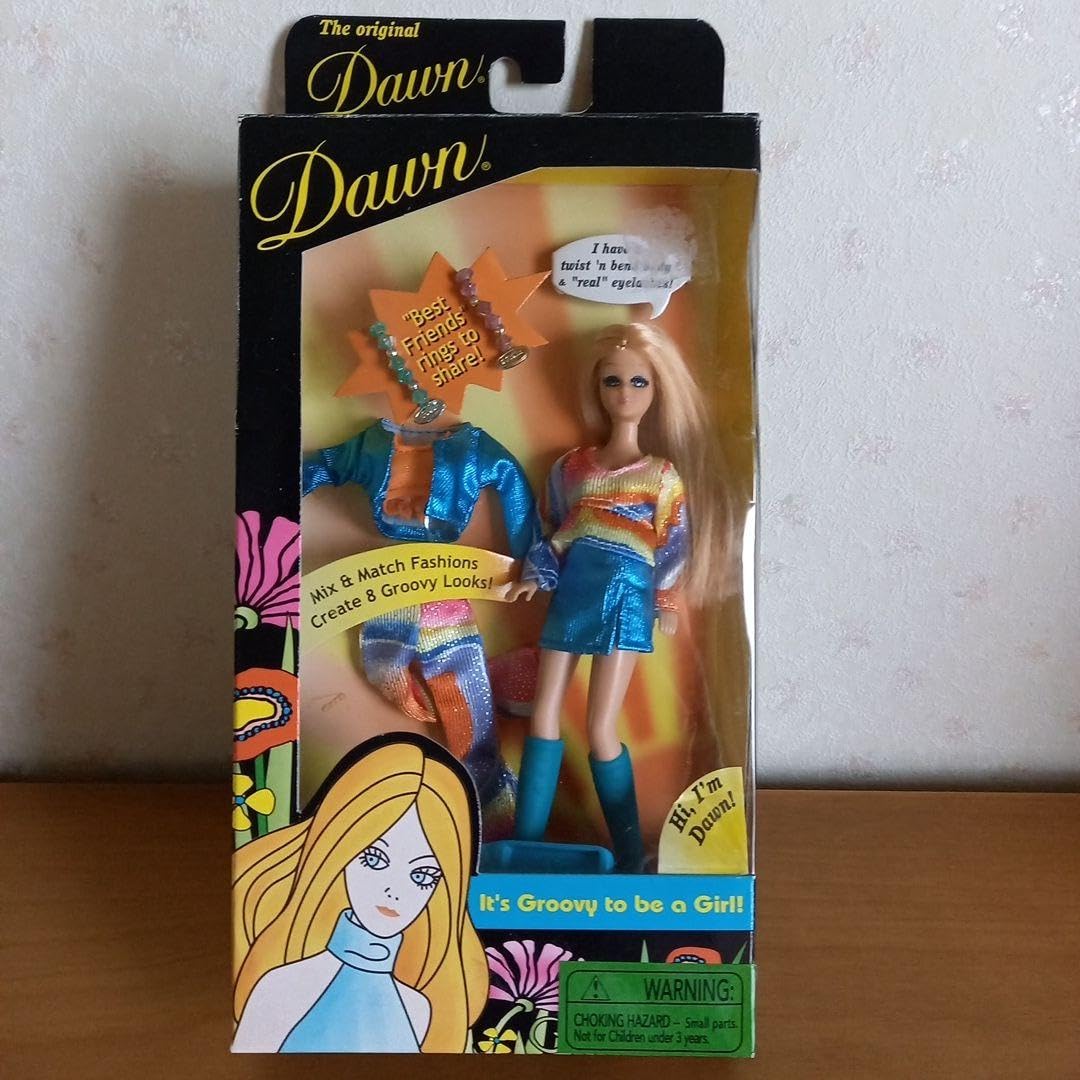 The original
Dawn®
Dawn®
I have
twist 'n bend
& "real" eyelashes!
"Best
Friends"
rings to
share!
Mix & Match Fashions
Create 8 Groovy Looks!
Hi, I'm
Dawn!
It's Groovy to be a Girl!
WARNING:
CHOKING HAZARD – Small parts.
Not for Children under 3 years.